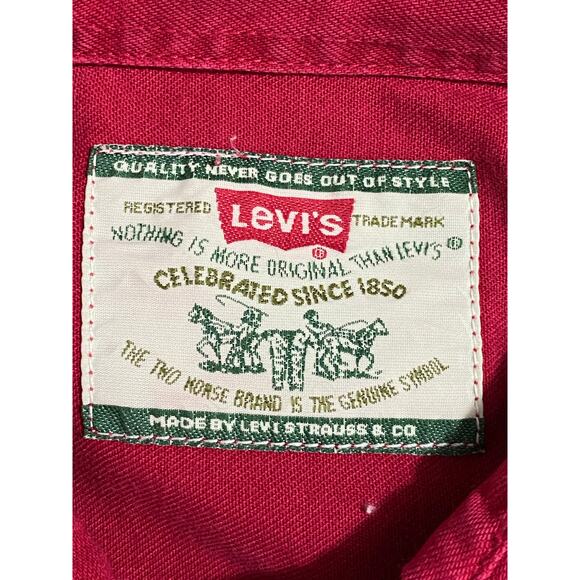 QUALITY NEVER GOES OUT OF STYLE
REGISTERED LEVI'S ® TRADE MARK
NOTHING IS MORE ORIGINAL THAN LEVI'S ®
CELEBRATED SINCE 1850
THE TWO HORSE BRAND IS THE GENUINE SYMBOL
MADE BY LEVI STRAUSS & CO